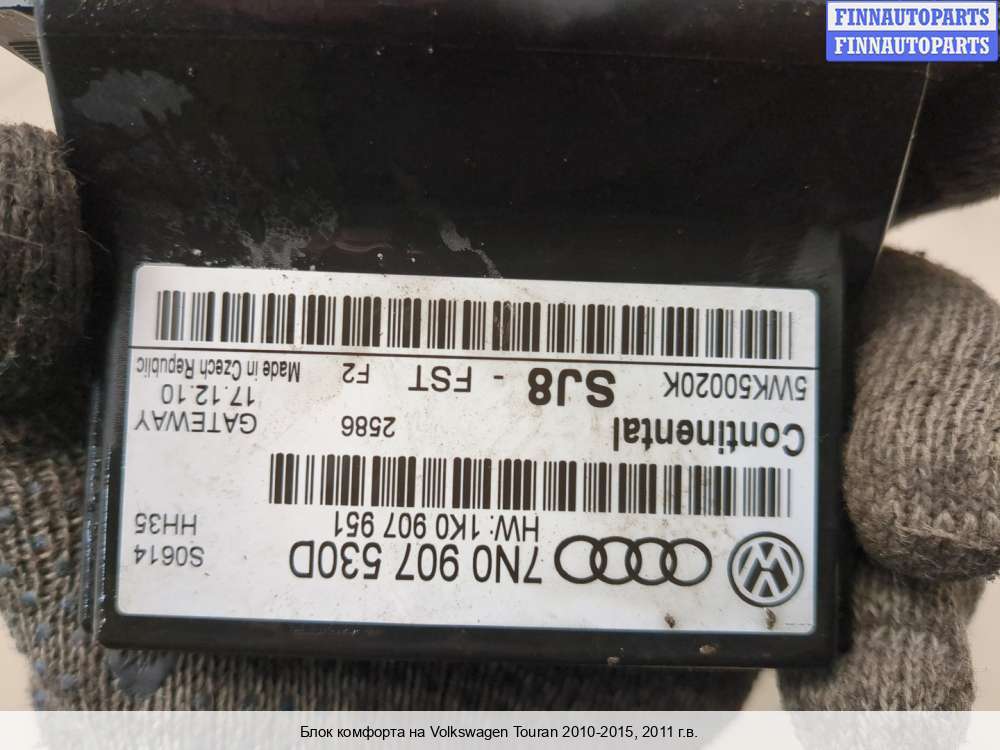 FINNAUTOPARTS
FINNAUTOPARTS
7N0 907 530D
HW: 1K0 907 951
S0614
HH35
Continental
2586
GATEWAY
17.12.10
5WK50020K
SJ8 - FST F2
Made in Czech Republic
Блок комфорта на Volkswagen Touran 2010-2015, 2011 г.в.